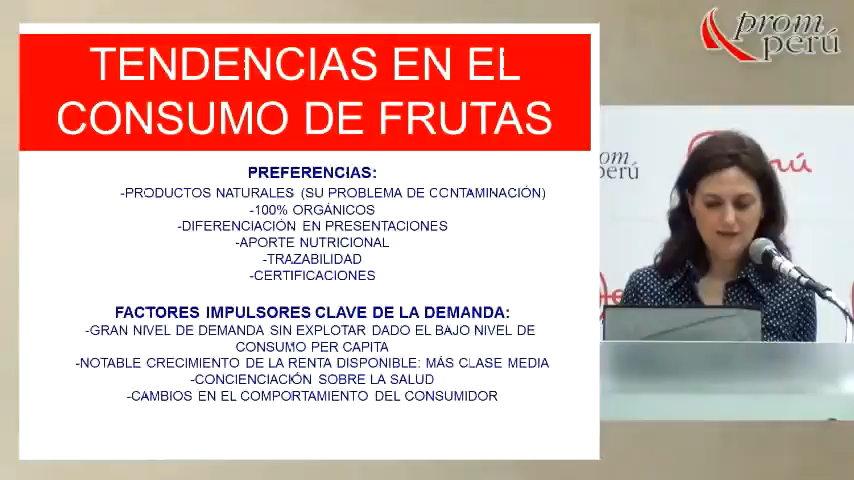 TENDENCIAS EN EL
CONSUMO DE FRUTAS
PREFERENCIAS:
-PRODUCTOS NATURALES (SU PROBLEMA DE CONTAMINACIÓN)
-100% ORGÁNICOS
-DIFERENCIACIÓN EN PRESENTACIONES
-APORTE NUTRICIONAL
-TRAZABILIDAD
-CERTIFICACIONES
FACTORES IMPULSORES CLAVE DE LA DEMANDA:
-GRAN NIVEL DE DEMANDA SIN EXPLOTAR DADO EL BAJO NIVEL DE
CONSUMO PER CAPITA
-NOTABLE CRECIMIENTO DE LA RENTA DISPONIBLE: MÁS CLASE MEDIA
-CONCIENCIACIÓN SOBRE LA SALUD
-CAMBIOS EN EL COMPORTAMIENTO DEL CONSUMIDOR
prom
perú
perú